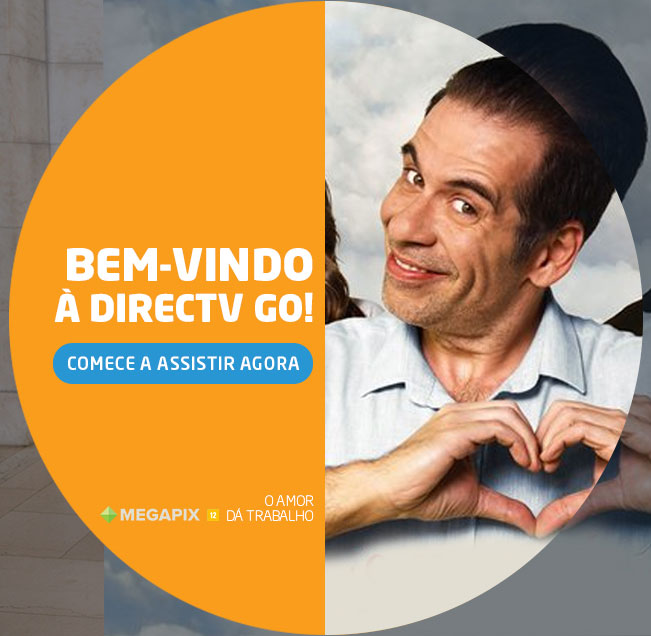 BEM-VINDO
À DIRECTV GO!
COMECE A ASSISTIR AGORA
O AMOR
MEGAPIX 12 DÁ TRABALHO